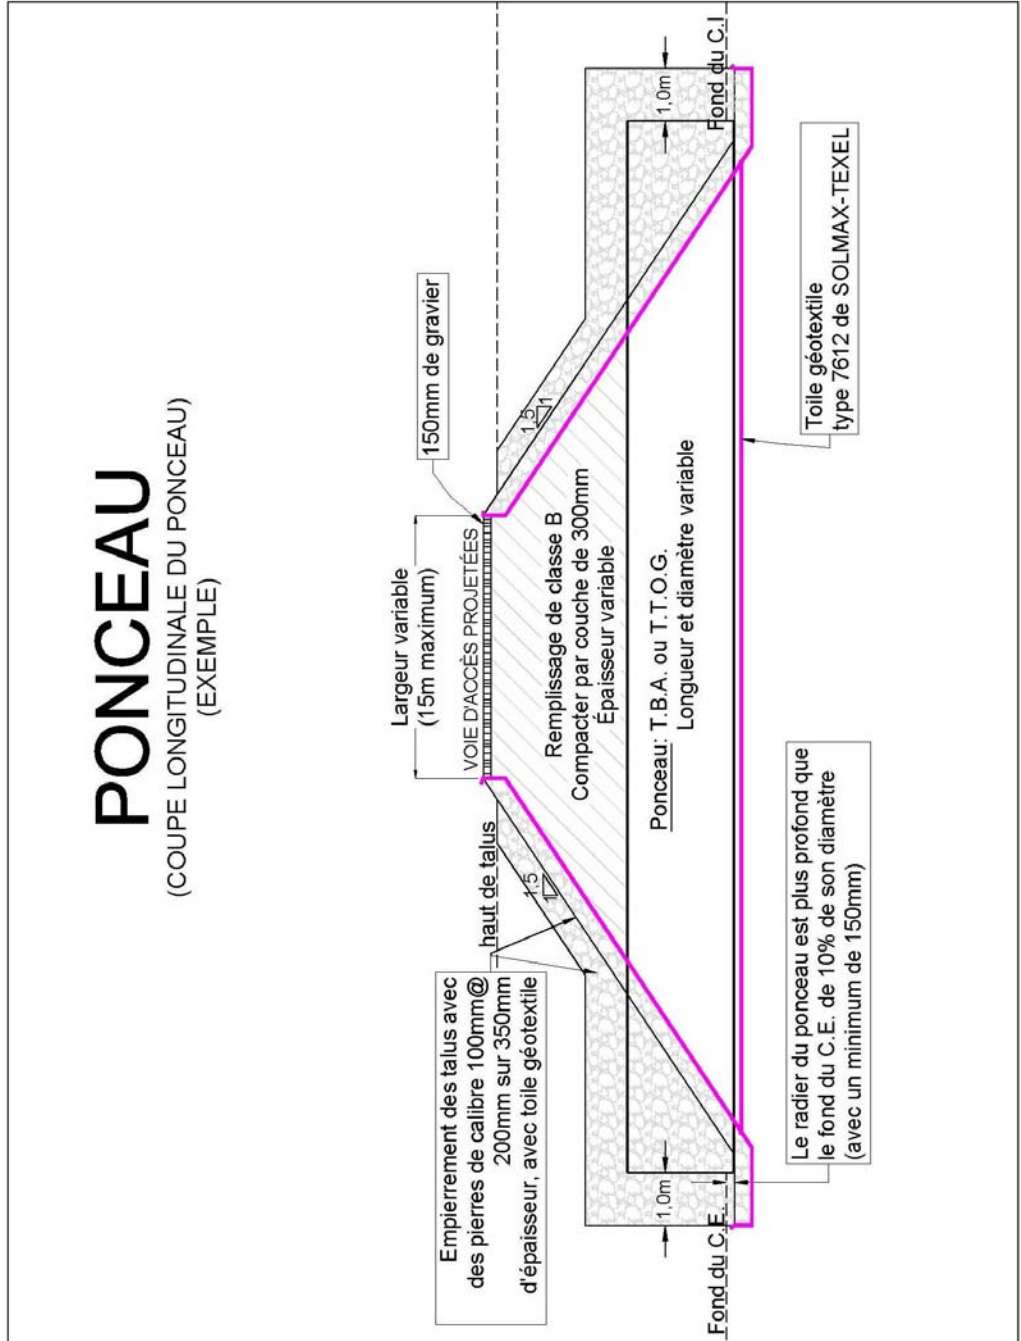 PONCEAU
(COUPE LONGITUDINALE DU PONCEAU)
(EXEMPLE)
Largeur variable
(15m maximum)
150mm de gravier
VOIE D'ACCÈS PROJETÉES
haut de talus
Empierrement des talus avec
des pierres de calibre 100mm@
200mm sur 350mm
d'épaisseur, avec toile géotextile
1,5
1
1,5
1
Remplissage de classe B
Compacter par couche de 300mm
Épaisseur variable
Ponceau: T.B.A. ou T.T.O.G.
Longueur et diamètre variable
1,0m
1,0m
Fond du C.E.
Fond du C.I
Le radier du ponceau est plus profond que
le fond du C.E. de 10% de son diamètre
(avec un minimum de 150mm)
Toile géotextile
type 7612 de SOLMAX-TEXEL